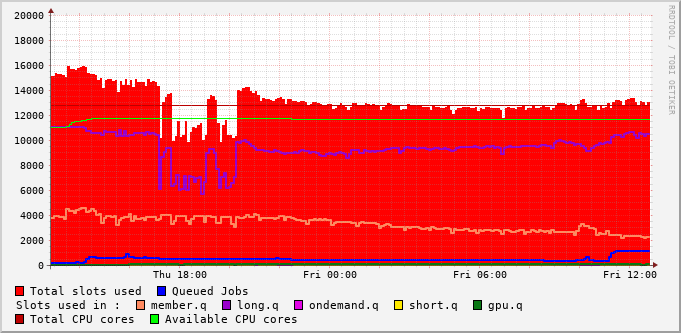 20000
18000
16000
14000
12000
10000
8000
6000
4000
2000
0
Thu 18:00 Fri 00:00 Fri 06:00 Fri 12:00
RRDTOOL / TOBI OETIKER
Total slots used Queued Jobs
Slots used in : member.q long.q ondemand.q short.q gpu.q
Total CPU cores Available CPU cores